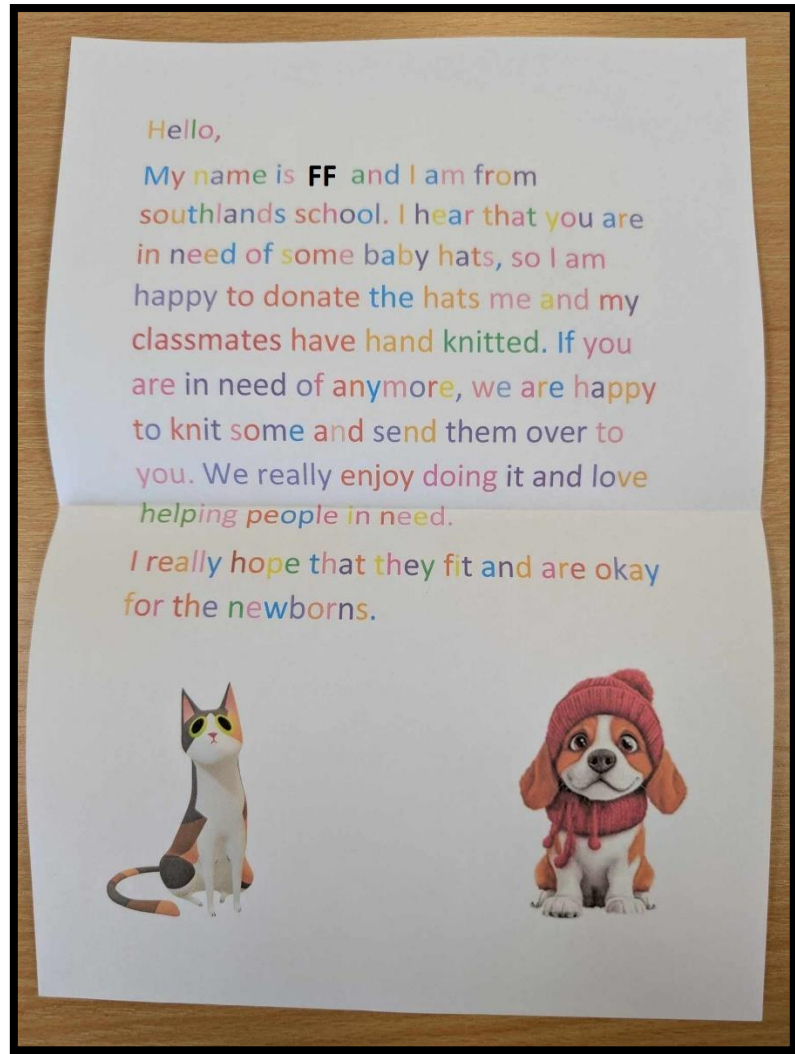 Hello,
My name is FF and I am from
southlands school. I hear that you are
in need of some baby hats, so I am
happy to donate the hats me and my
classmates have hand knitted. If you
are in need of anymore, we are happy
to knit some and send them over to
you. We really enjoy doing it and love
helping people in need.
I really hope that they fit and are okay
for the newborns.